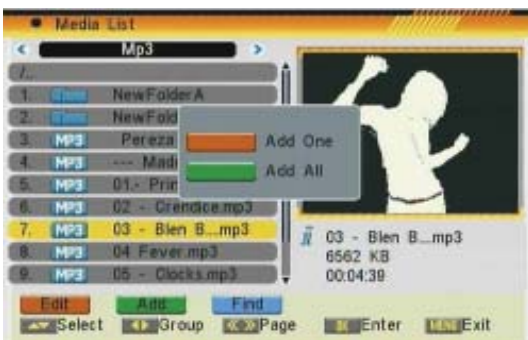 Media List
Mp3
/..
1. NewFolderA
2. NewFold
3. MP3 Pereza
4. MP3 --- Madi
5. MP3 01.- Prin
6. MP3 02 - Crendice.mp3
7. MP3 03 - Blen B...mp3
8. MP3 04 Fever.mp3
9. MP3 05 - Clocks.mp3
Add One
Add All
03 - Blen B...mp3
6562 KB
00:04:39
Edit Add Find
Select Group Page OK Enter MENU Exit